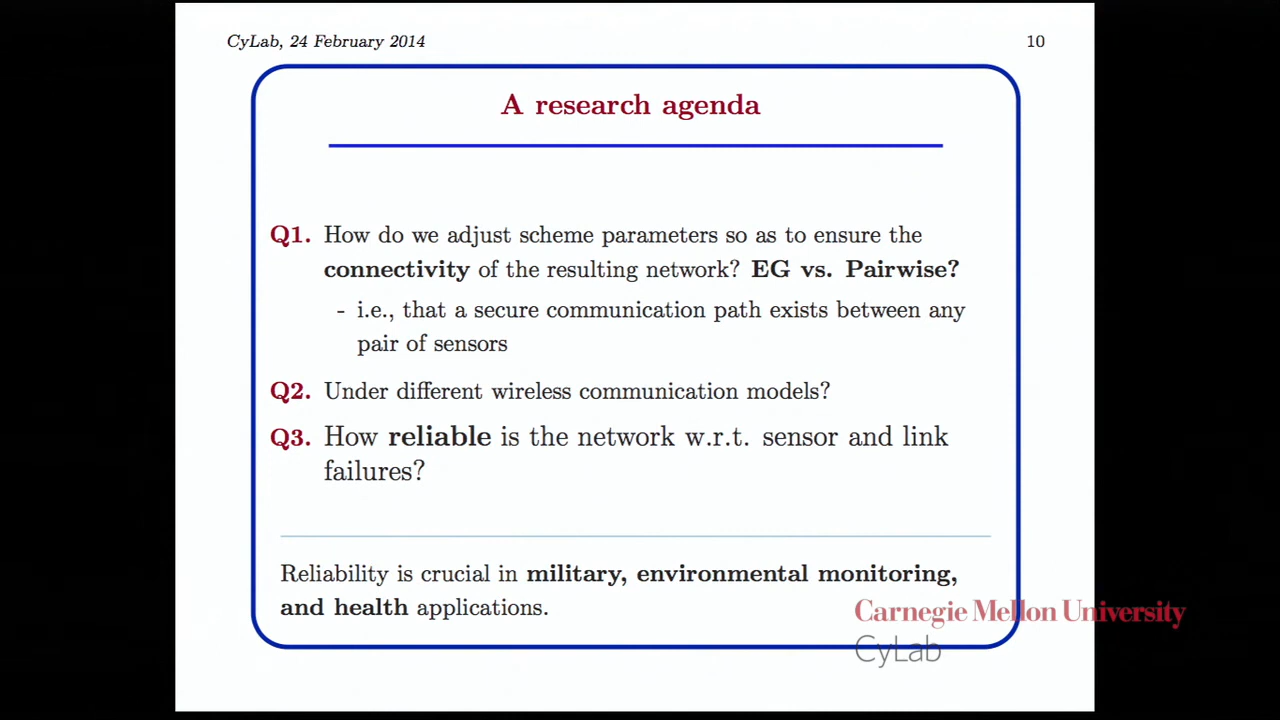 CyLab, 24 February 2014
10
A research agenda
Q1. How do we adjust scheme parameters so as to ensure the
connectivity of the resulting network? EG vs. Pairwise?
- i.e., that a secure communication path exists between any
pair of sensors
Q2. Under different wireless communication models?
Q3. How reliable is the network w.r.t. sensor and link
failures?
Reliability is crucial in military, environmental monitoring,
and health applications.
Carnegie Mellon University
CyLab